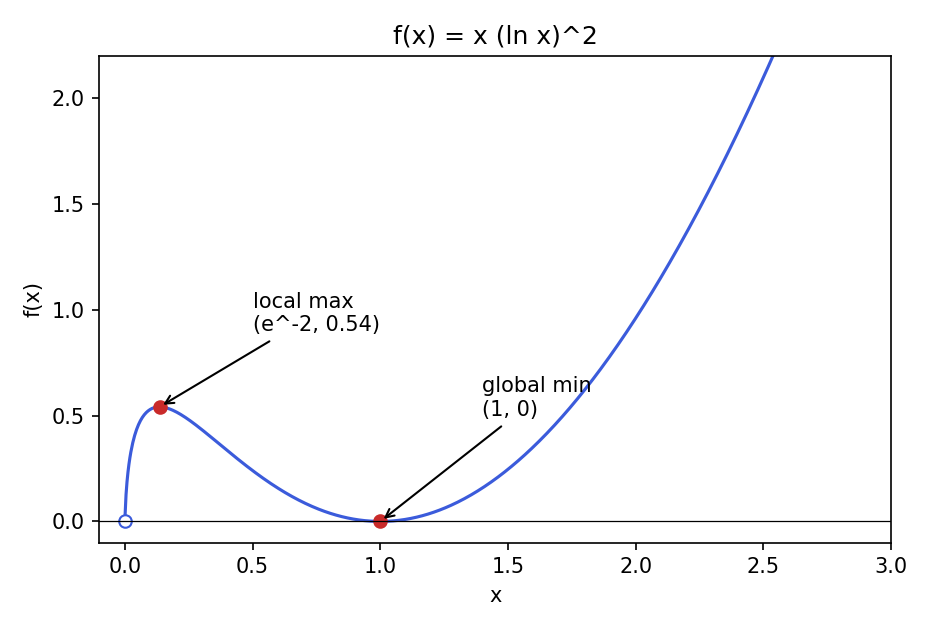 f(x) = x (ln x)^2
f(x)
2.0
1.5
1.0
0.5
0.0
local max
(e^-2, 0.54)
global min
(1, 0)
0.0 0.5 1.0 1.5 2.0 2.5 3.0
x